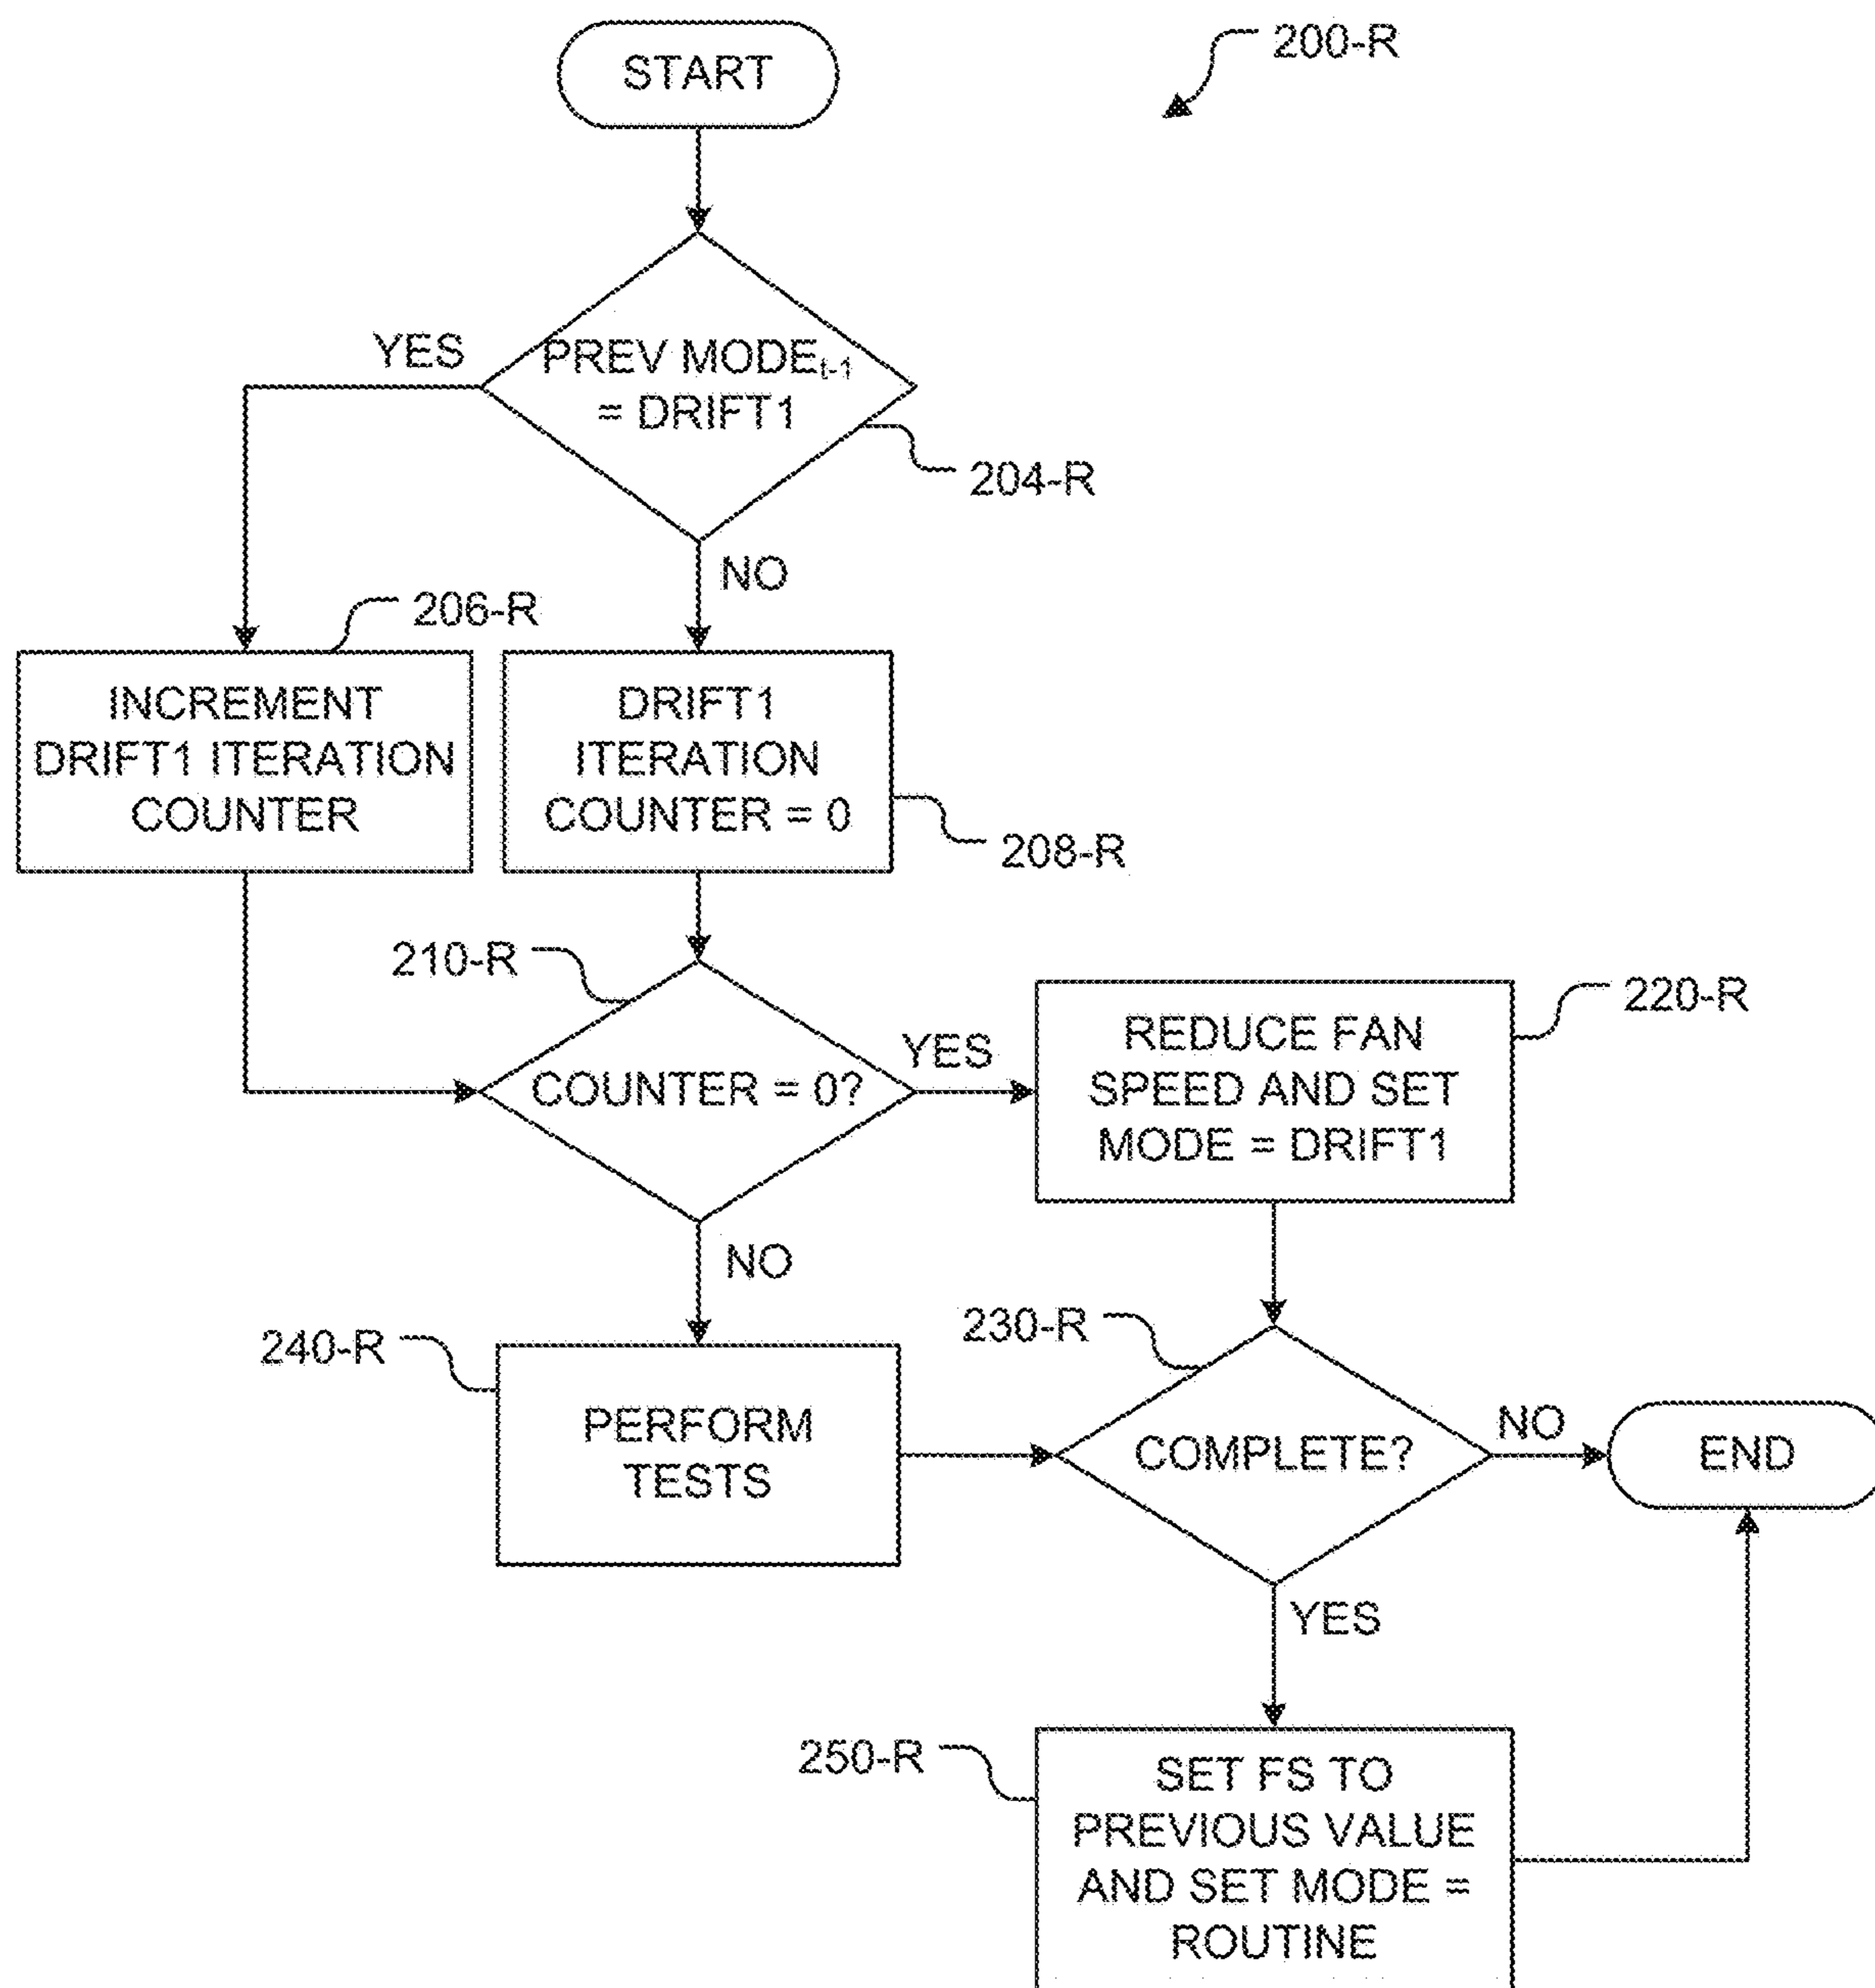 START
200-R
YES
PREV MODEt-1
= DRIFT1
204-R
NO
206-R
INCREMENT
DRIFT1 ITERATION
COUNTER
DRIFT1
ITERATION
COUNTER = 0
208-R
210-R
COUNTER = 0?
YES
REDUCE FAN
SPEED AND SET
MODE = DRIFT1
220-R
NO
240-R
PERFORM
TESTS
230-R
COMPLETE?
NO
END
YES
250-R
SET FS TO
PREVIOUS VALUE
AND SET MODE =
ROUTINE